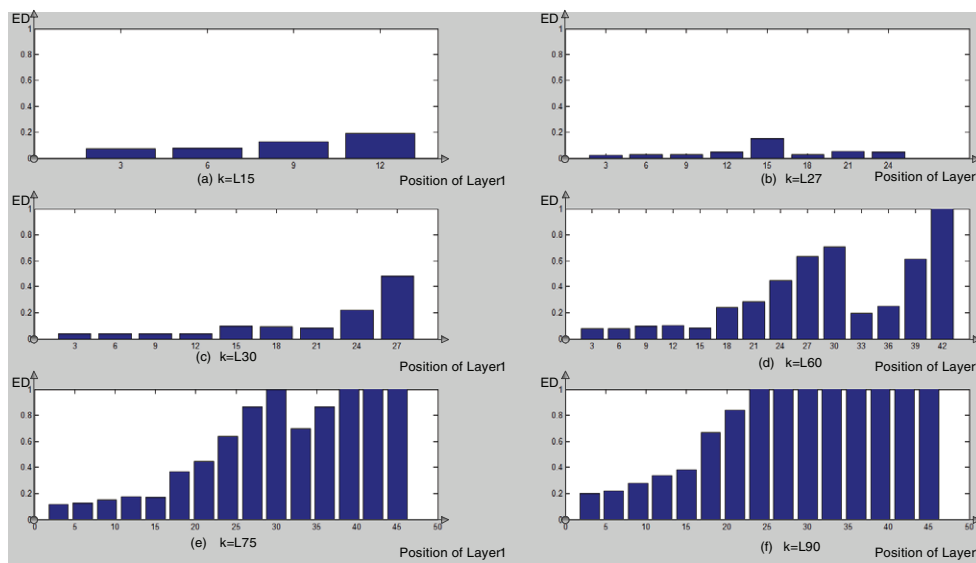 ED
1
0.8
0.6
0.4
0.2
0
3 6 9 12
(a) k=L15
Position of Layer1
ED
1
0.8
0.6
0.4
0.2
0
3 6 9 12 15 18 21 24
(b) k=L27
Position of Layer
ED
1
0.8
0.6
0.4
0.2
0
3 6 9 12 15 18 21 24 27
(c) k=L30
Position of Layer1
ED
1
0.8
0.6
0.4
0.2
0
3 6 9 12 15 18 21 24 27 30 33 36 39 42
(d) k=L60
Position of Layer1
ED
1
0.8
0.6
0.4
0.2
0
0 5 10 15 20 25 30 35 40 45 50
(e) k=L75
Position of Layer1
ED
1
0.8
0.6
0.4
0.2
0
0 5 10 15 20 25 30 35 40 45 50
(f) k=L90
Position of Layer